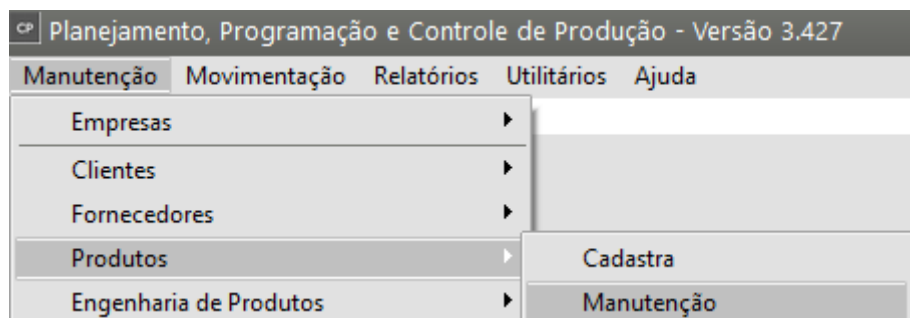 CP Planejamento, Programação e Controle de Produção - Versão 3.427
Manutenção Movimentação Relatórios Utilitários Ajuda
Empresas
Clientes
Fornecedores
Produtos Cadastra
Engenharia de Produtos Manutenção